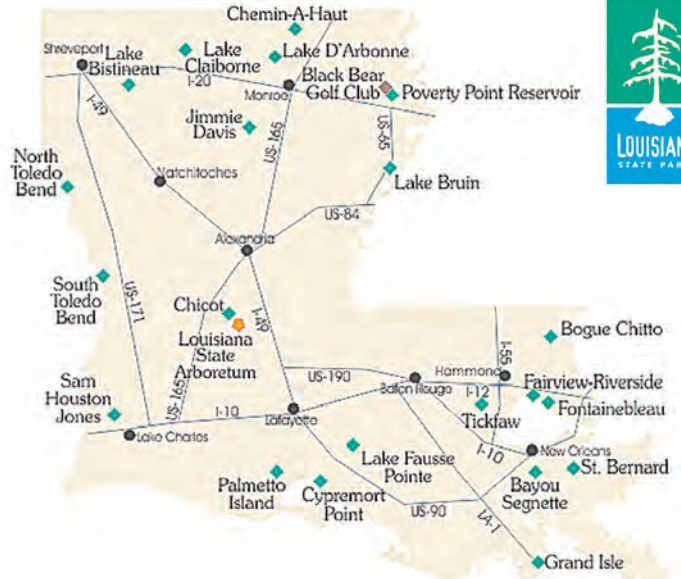 Chemin-A-Haut
Shreveport
Lake
Bistineau
Lake
Claiborne
Lake D'Arbonne
I-20
Monroe
Black Bear
Golf Club
Poverty Point Reservoir
LOUISIAN
STATE PAR
I-49
Jimmie
Davis
US-165
US-65
North
Toledo
Bend
Natchitoches
Lake Bruin
US-84
Alexandria
South
Toledo
Bend
US-171
Chicot
I-49
Louisiana
State
Arboretum
US-165
I-55
Bogue Chitto
US-190
Hammond
Baton Rouge
I-12
Fairview-Riverside
Fontainebleau
Tickfaw
Sam
Houston
Jones
I-10
Lafayette
Lake Charles
I-10
New Orleans
Lake Fausse
Pointe
St. Bernard
Palmetto
Island
Cypremort
Point
Bayou
Segnette
US-90
LA-1
Grand Isle